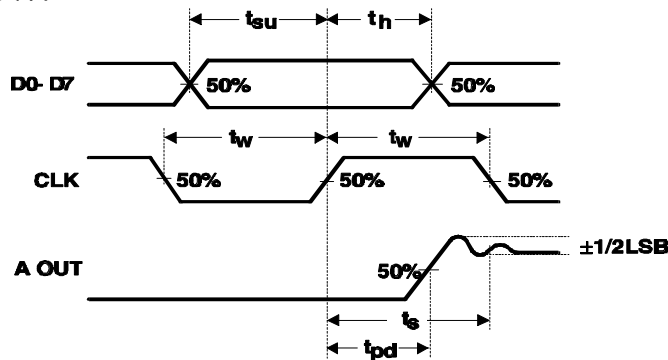 tsu th
D0- D7 50% 50%
tw tw
CLK 50% 50% 50%
±1/2LSB
A OUT 50%
ts
tpd